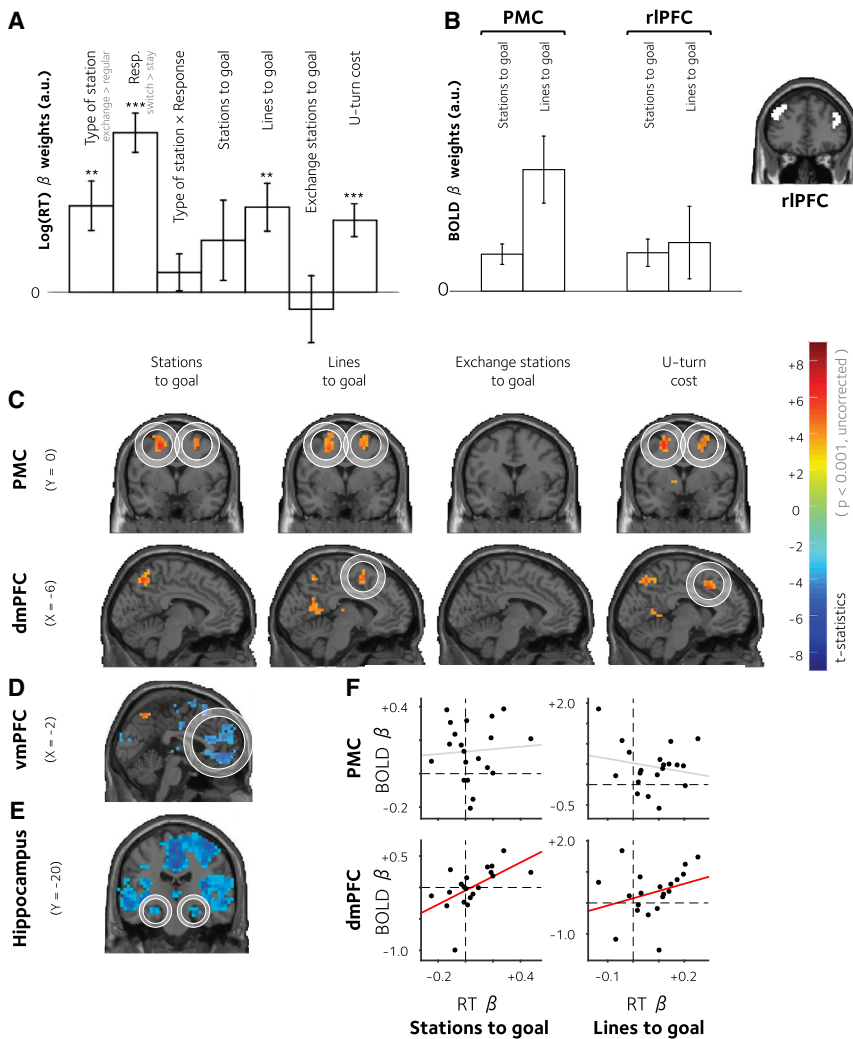 A
Log(RT) β weights (a.u.)
Type of station
exchange > regular
Resp.
switch > stay
Type of station × Response
Stations to goal
Lines to goal
Exchange stations to goal
U-turn cost
**
***
**
***
0
B
BOLD β weights (a.u.)
PMC
rlPFC
Stations to goal
Lines to goal
Stations to goal
Lines to goal
0
rlPFC
Stations
to goal
Lines
to goal
Exchange stations
to goal
U-turn
cost
C
PMC
(Y = 0)
dmPFC
(X = -6)
+8
+6
+4
+2
0
-2
-4
-6
-8
t-statistics
( p < 0.001, uncorrected )
D
vmPFC
(X = -2)
E
Hippocampus
(Y = -20)
F
PMC
BOLD β
+0.4
-0.2
+2.0
-0.5
dmPFC
BOLD β
+0.5
-1.0
+2.0
-1.0
-0.2
+0.4
-0.1
+0.2
RT β
RT β
Stations to goal
Lines to goal